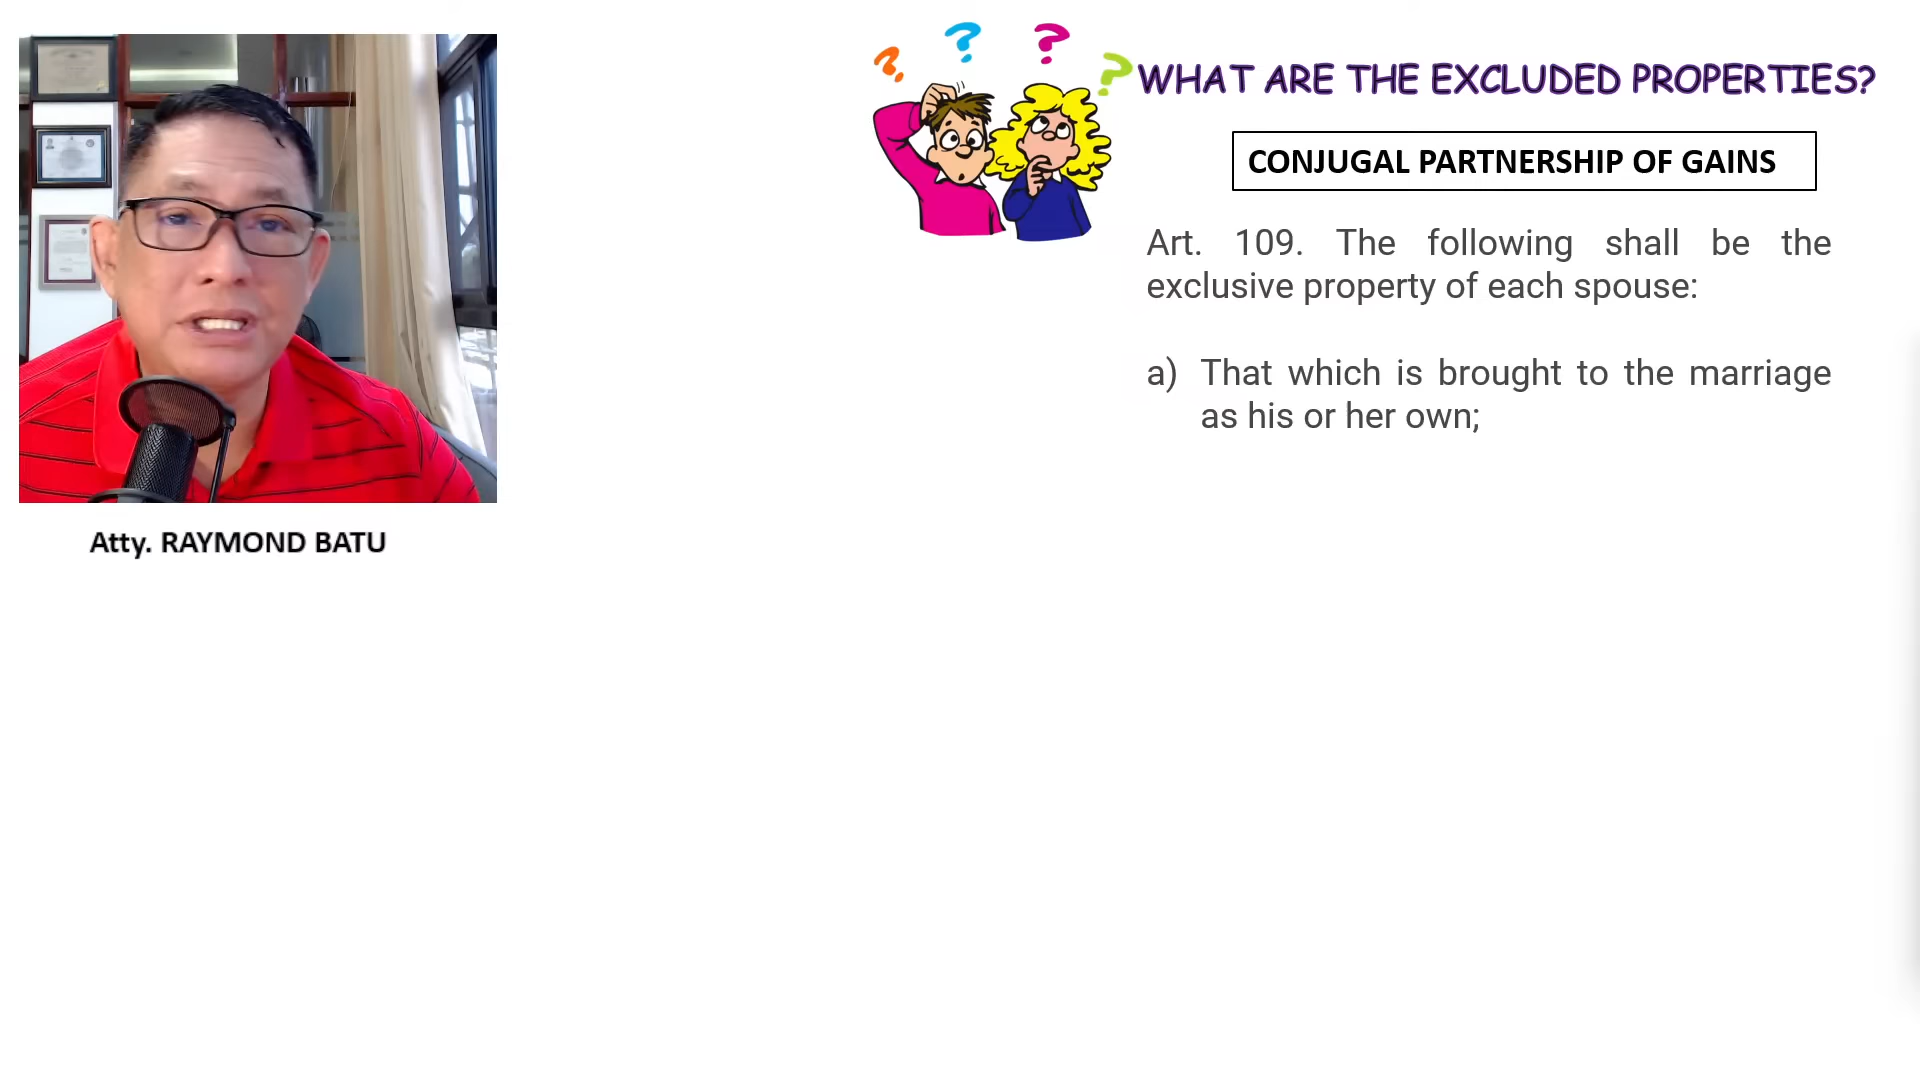 WHAT ARE THE EXCLUDED PROPERTIES?
CONJUGAL PARTNERSHIP OF GAINS
Art. 109. The following shall be the
exclusive property of each spouse:
a) That which is brought to the marriage
as his or her own;
Atty. RAYMOND BATU